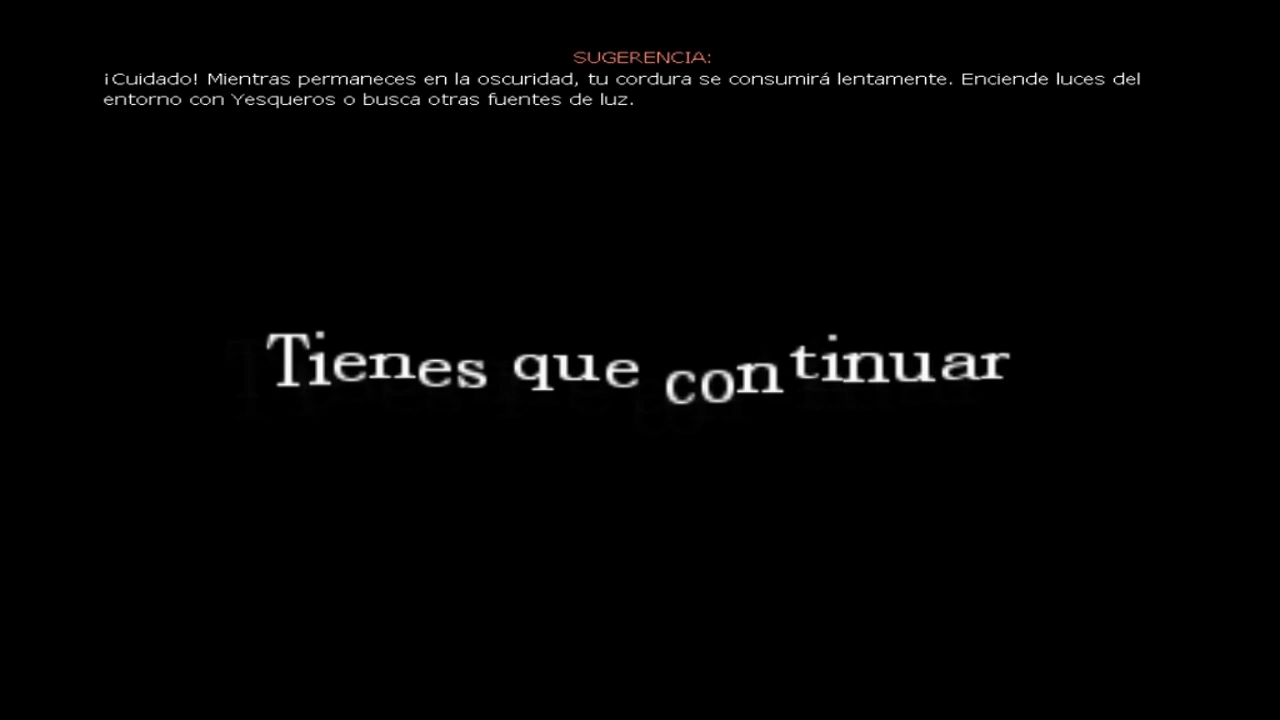 SUGERENCIA:
¡Cuidado! Mientras permaneces en la oscuridad, tu cordura se consumirá lentamente. Enciende luces del
entorno con Yesqueros o busca otras fuentes de luz.
Tienes que continuar